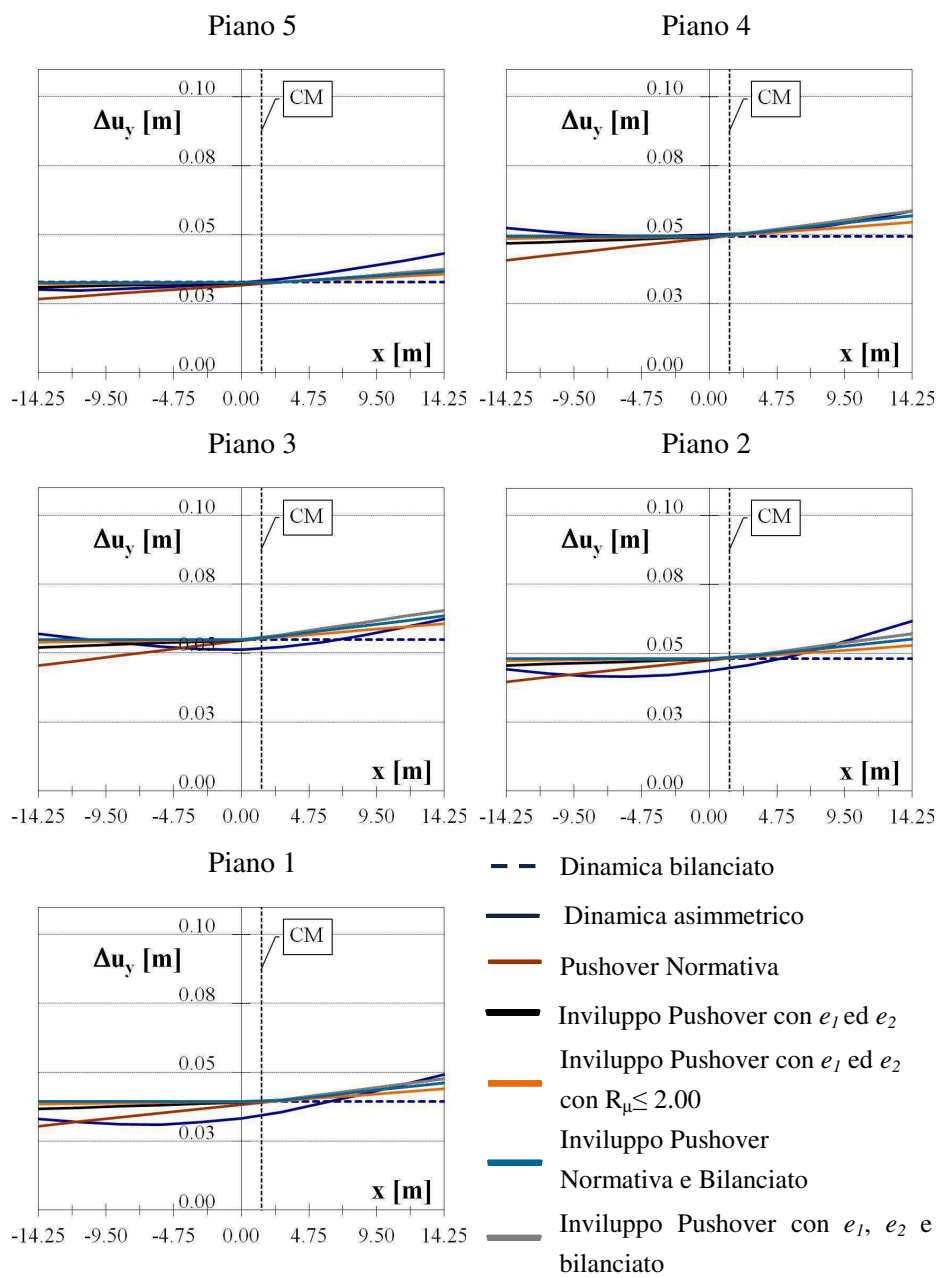 Piano 5
0.10
CM
Δu_y [m]
0.08
0.05
0.03
x [m]
0.00
-14.25 -9.50 -4.75 0.00 4.75 9.50 14.25
Piano 4
0.10
CM
Δu_y [m]
0.08
0.05
0.03
x [m]
0.00
-14.25 -9.50 -4.75 0.00 4.75 9.50 14.25
Piano 3
0.10
CM
Δu_y [m]
0.08
0.05
0.03
x [m]
0.00
-14.25 -9.50 -4.75 0.00 4.75 9.50 14.25
Piano 2
0.10
CM
Δu_y [m]
0.08
0.05
0.03
x [m]
0.00
-14.25 -9.50 -4.75 0.00 4.75 9.50 14.25
Piano 1
0.10
CM
Δu_y [m]
0.08
0.05
0.03
x [m]
0.00
-14.25 -9.50 -4.75 0.00 4.75 9.50 14.25
Dinamica bilanciato
Dinamica asimmetrico
Pushover Normativa
Inviluppo Pushover con e₁ ed e₂
Inviluppo Pushover con e₁ ed e₂
con R_μ≤ 2.00
Inviluppo Pushover
Normativa e Bilanciato
Inviluppo Pushover con e₁, e₂ e
bilanciato